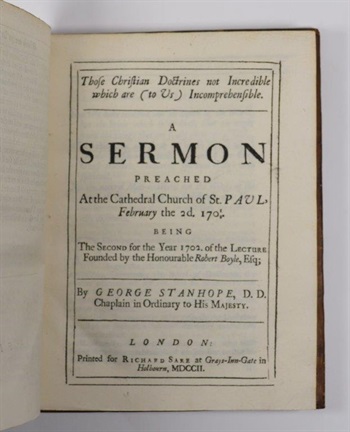 Thoſe Chriſtian Doctrines not Incredible
which are (to Us) Incomprehenſible.
A
SERMON
PREACHED
At the Cathedral Church of St. PAUL,
February the 2d. 170½.
BEING
The SECOND for the Year 1702. of the LECTURE
Founded by the Honourable Robert Boyle, Eſq;
By GEORGE STANHOPE, D. D.
Chaplain in Ordinary to His MAJESTY.
LONDON:
Printed for RICHARD SARE at Grays-Inn-Gate in
Holbourn, MDCCII.